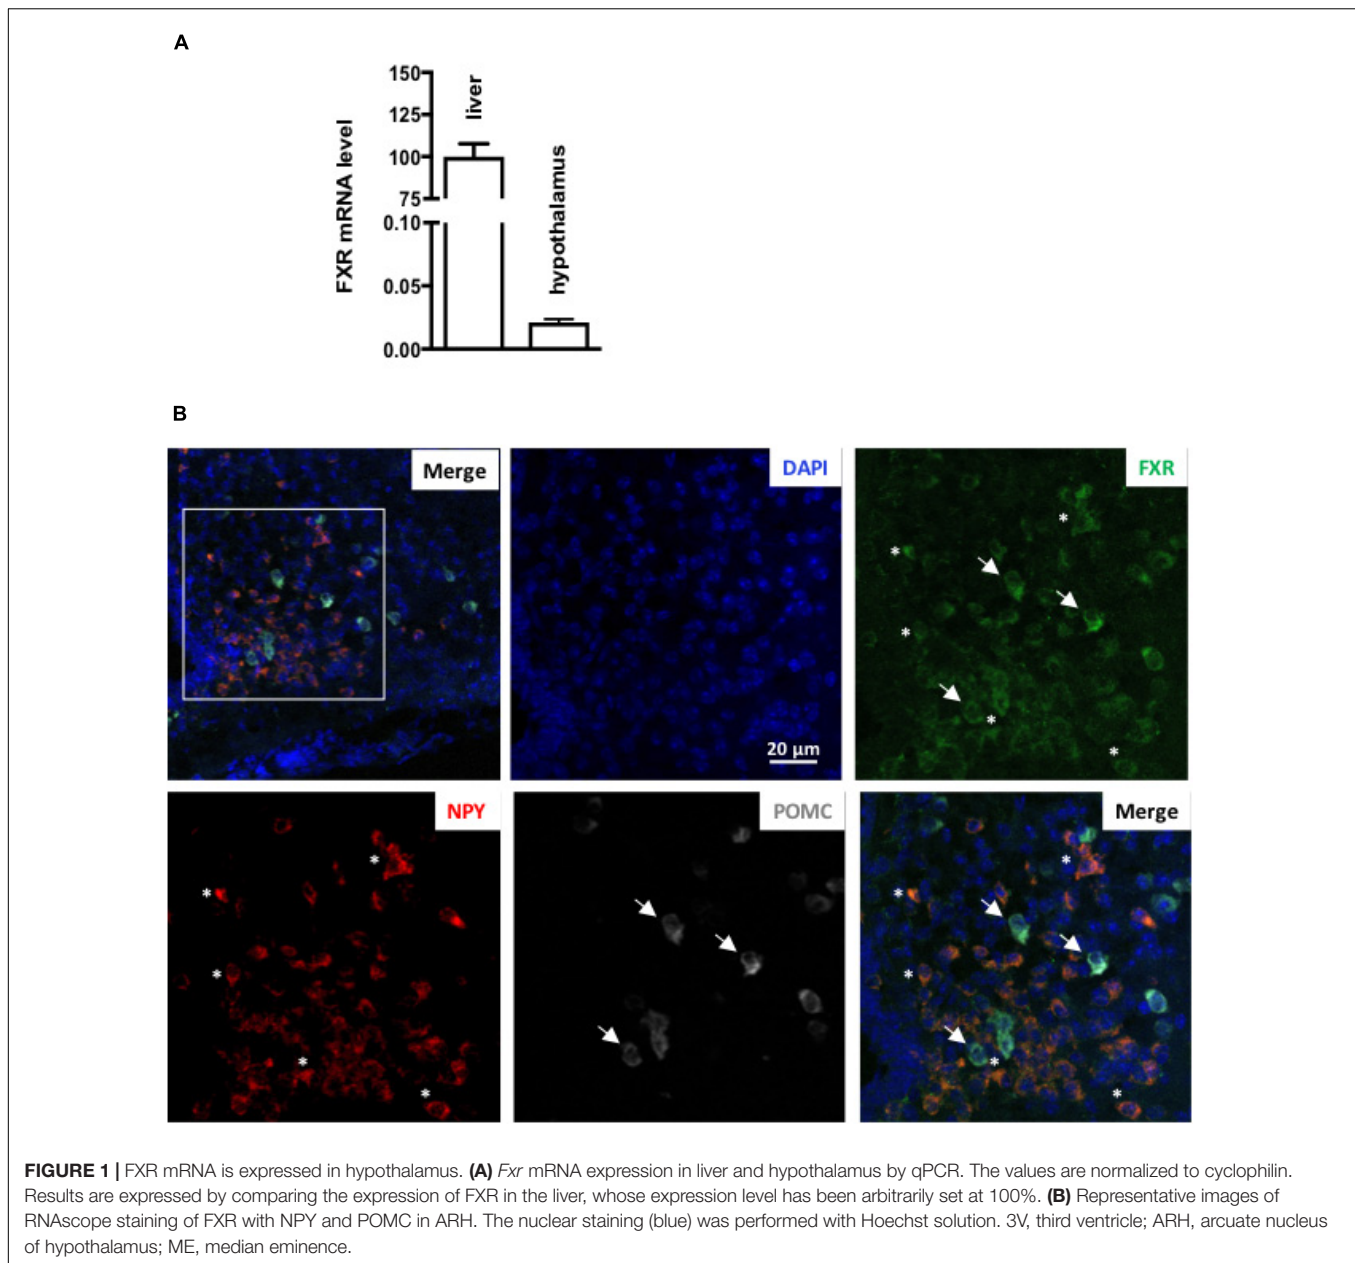 A
150
125
100
75
0.10
0.05
0.00
FXR mRNA level
liver
hypothalamus
B
Merge
DAPI
FXR
20 µm
*
*
*
*
*
NPY
POMC
Merge
*
*
*
*
*
*
*
*
*
*
FIGURE 1 | FXR mRNA is expressed in hypothalamus. (A) Fxr mRNA expression in liver and hypothalamus by qPCR. The values are normalized to cyclophilin.
Results are expressed by comparing the expression of FXR in the liver, whose expression level has been arbitrarily set at 100%. (B) Representative images of
RNAscope staining of FXR with NPY and POMC in ARH. The nuclear staining (blue) was performed with Hoechst solution. 3V, third ventricle; ARH, arcuate nucleus
of hypothalamus; ME, median eminence.